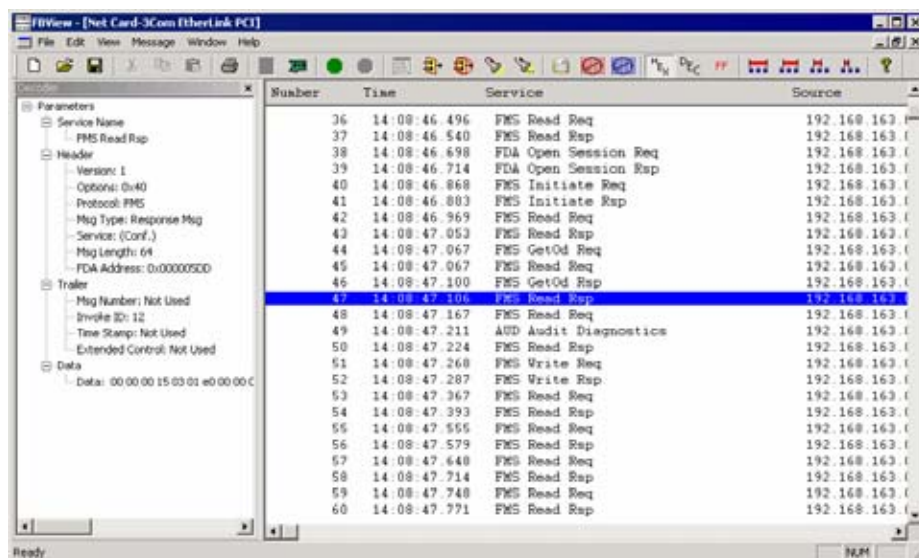 FBView - [Net Card-3Com EtherLink PCI]
File Edit View Message Window Help
HEX DEC FF
Decoder
Parameters
Service Name
FMS Read Rsp
Header
Version: 1
Options: 0x40
Protocol: FMS
Msg Type: Response Msg
Service: (Conf.)
Msg Length: 64
FDA Address: 0x000005DD
Trailer
Msg Number: Not Used
Invoke ID: 12
Time Stamp: Not Used
Extended Control: Not Used
Data
Data: 00 00 00 15 03 01 e0 00 00 0
Number Time Service Source
36 14:08:46.496 FMS Read Req 192.168.163.
37 14:08:46.540 FMS Read Rsp 192.168.163.
38 14:08:46.698 FDA Open Session Req 192.168.163.
39 14:08:46.714 FDA Open Session Rsp 192.168.163.
40 14:08:46.868 FMS Initiate Req 192.168.163.
41 14:08:46.883 FMS Initiate Rsp 192.168.163.
42 14:08:46.969 FMS Read Req 192.168.163.
43 14:08:47.053 FMS Read Rsp 192.168.163.
44 14:08:47.067 FMS GetOd Req 192.168.163.
45 14:08:47.067 FMS Read Req 192.168.163.
46 14:08:47.100 FMS GetOd Rsp 192.168.163.
47 14:08:47.106 FMS Read Rsp 192.168.163.
48 14:08:47.167 FMS Read Req 192.168.163.
49 14:08:47.211 AUD Audit Diagnostics 192.168.163.
50 14:08:47.224 FMS Read Rsp 192.168.163.
51 14:08:47.268 FMS Write Req 192.168.163.
52 14:08:47.287 FMS Write Rsp 192.168.163.
53 14:08:47.367 FMS Read Req 192.168.163.
54 14:08:47.393 FMS Read Rsp 192.168.163.
55 14:08:47.555 FMS Read Req 192.168.163.
56 14:08:47.579 FMS Read Rsp 192.168.163.
57 14:08:47.648 FMS Read Req 192.168.163.
58 14:08:47.714 FMS Read Rsp 192.168.163.
59 14:08:47.748 FMS Read Req 192.168.163.
60 14:08:47.771 FMS Read Rsp 192.168.163.
Ready NUM